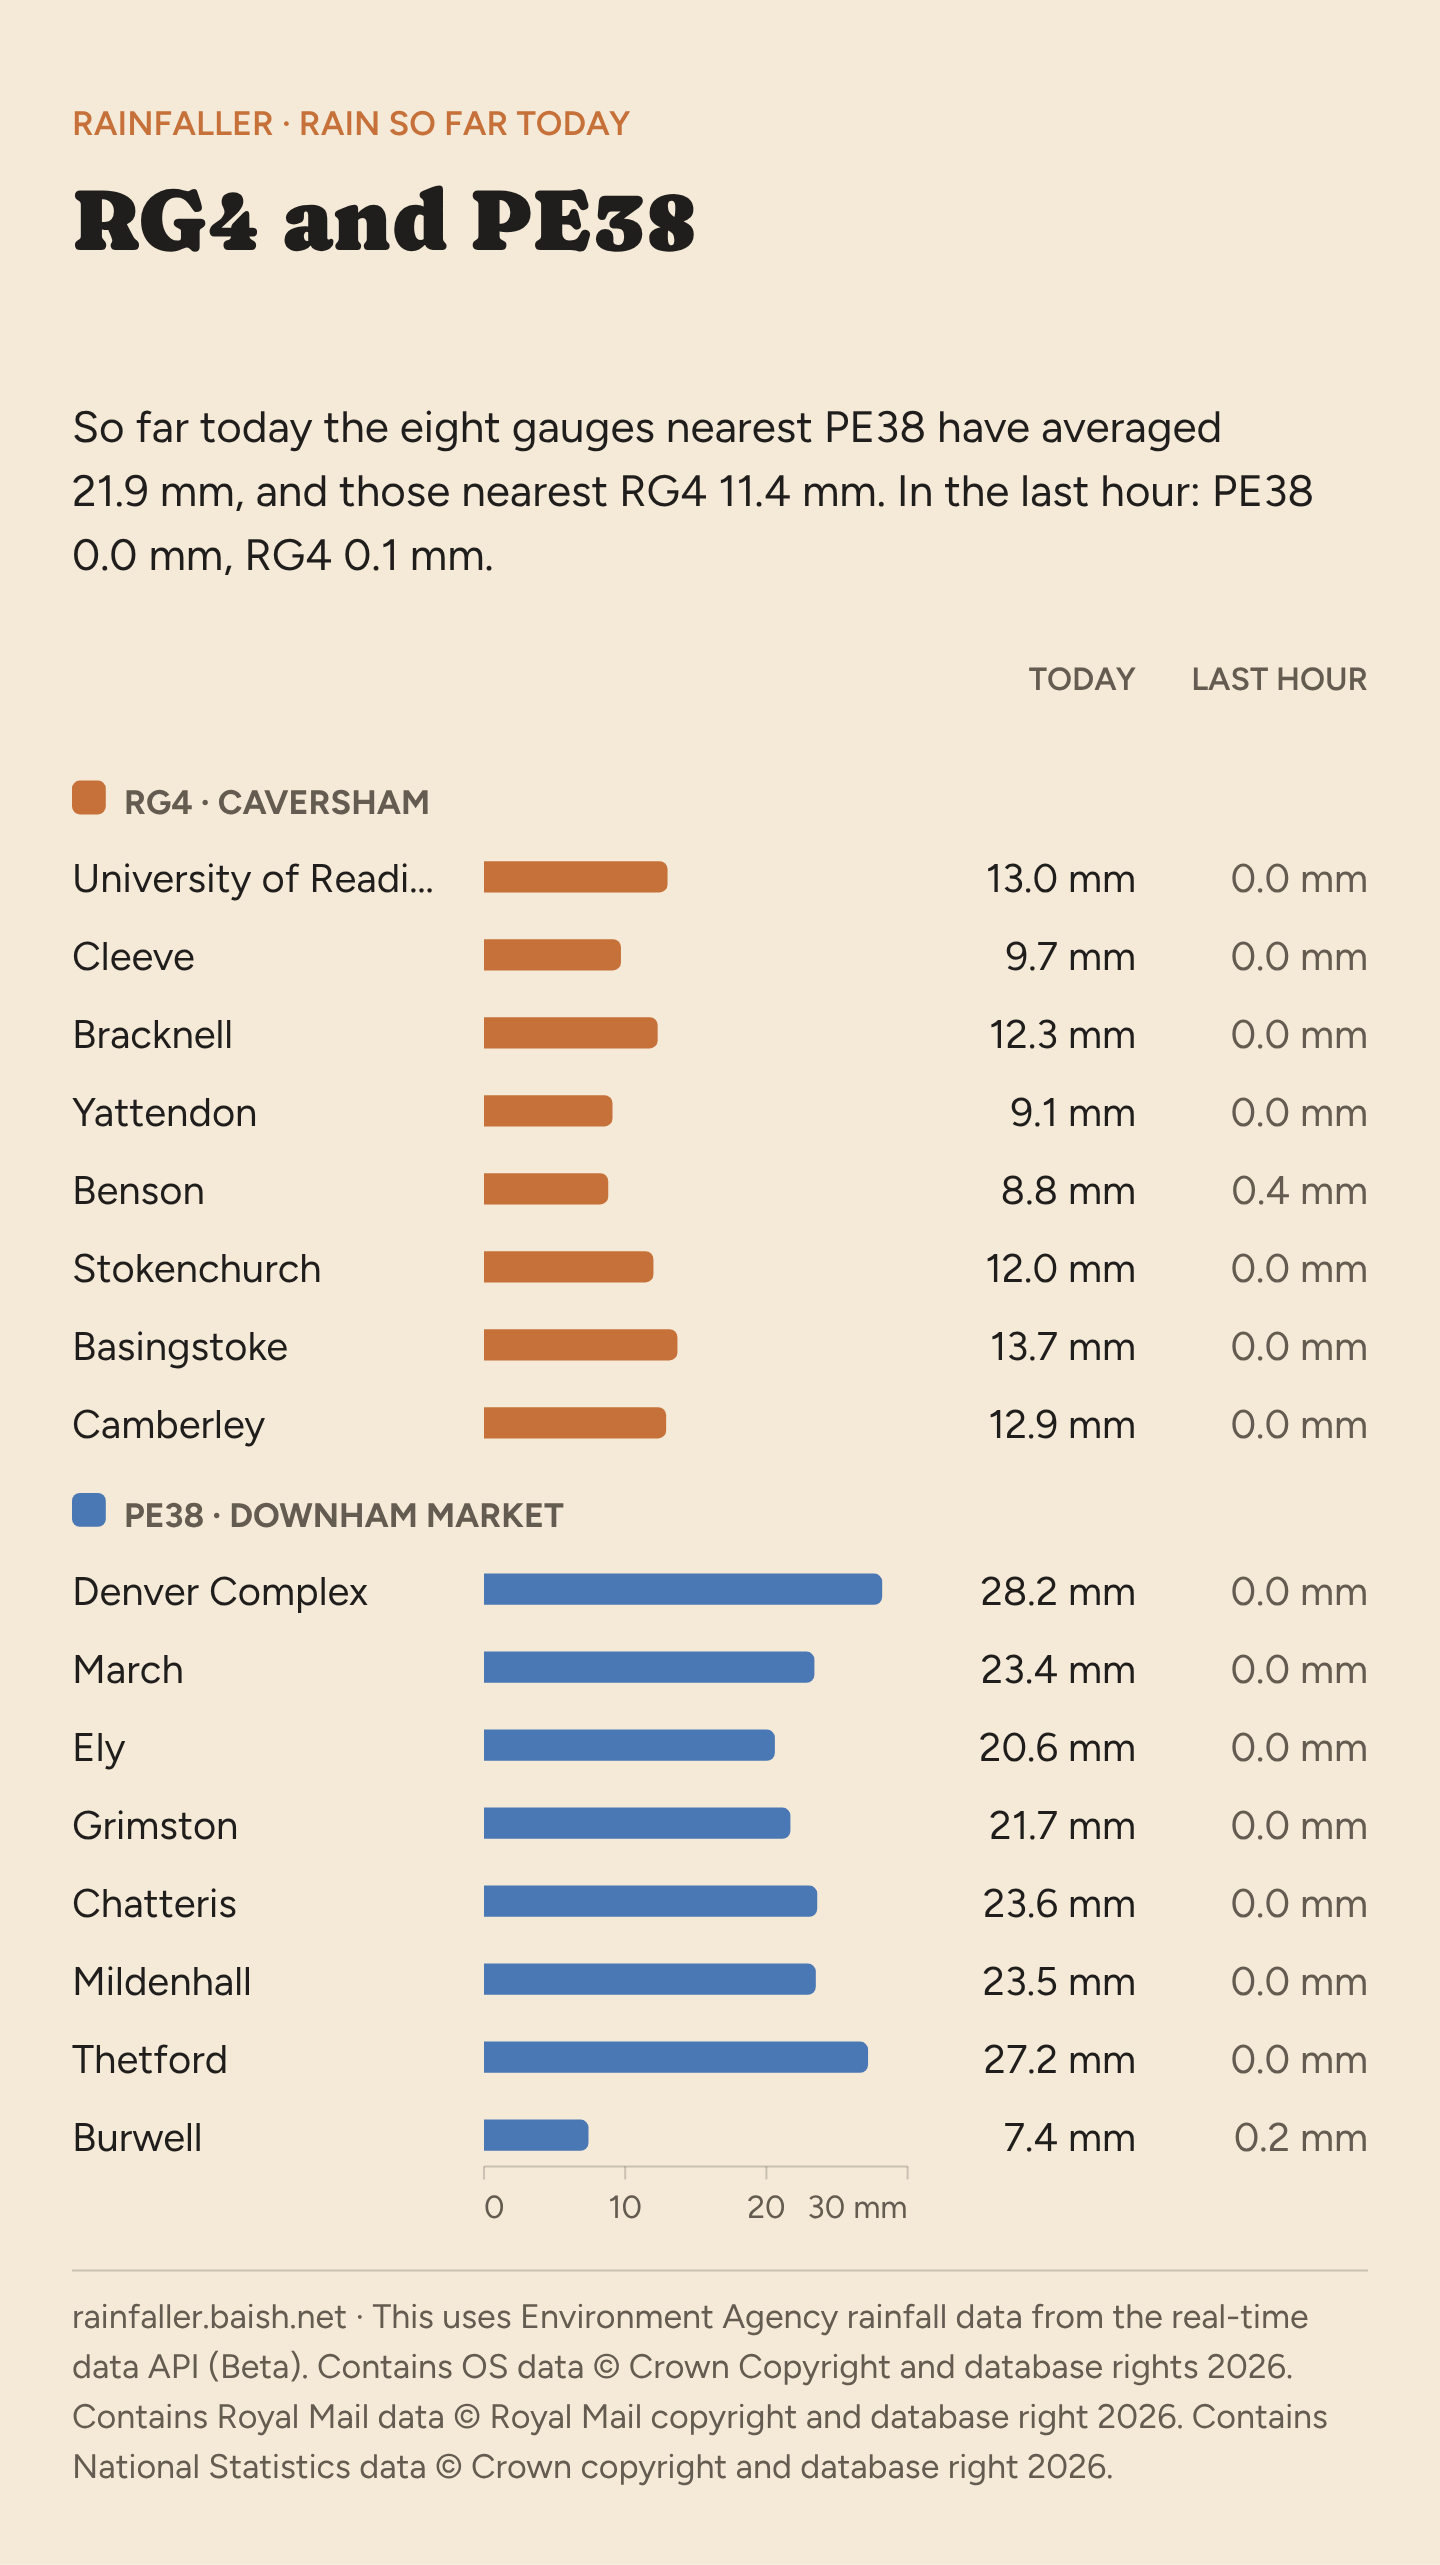 RAINFALLER · RAIN SO FAR TODAY
RG4 and PE38
So far today the eight gauges nearest PE38 have averaged
21.9 mm, and those nearest RG4 11.4 mm. In the last hour: PE38
0.0 mm, RG4 0.1 mm.
TODAY LAST HOUR
RG4 · CAVERSHAM
University of Readi... 13.0 mm 0.0 mm
Cleeve 9.7 mm 0.0 mm
Bracknell 12.3 mm 0.0 mm
Yattendon 9.1 mm 0.0 mm
Benson 8.8 mm 0.4 mm
Stokenchurch 12.0 mm 0.0 mm
Basingstoke 13.7 mm 0.0 mm
Camberley 12.9 mm 0.0 mm
PE38 · DOWNHAM MARKET
Denver Complex 28.2 mm 0.0 mm
March 23.4 mm 0.0 mm
Ely 20.6 mm 0.0 mm
Grimston 21.7 mm 0.0 mm
Chatteris 23.6 mm 0.0 mm
Mildenhall 23.5 mm 0.0 mm
Thetford 27.2 mm 0.0 mm
Burwell 7.4 mm 0.2 mm
0 10 20 30 mm
rainfaller.baish.net · This uses Environment Agency rainfall data from the real-time
data API (Beta). Contains OS data © Crown Copyright and database rights 2026.
Contains Royal Mail data © Royal Mail copyright and database right 2026. Contains
National Statistics data © Crown copyright and database right 2026.